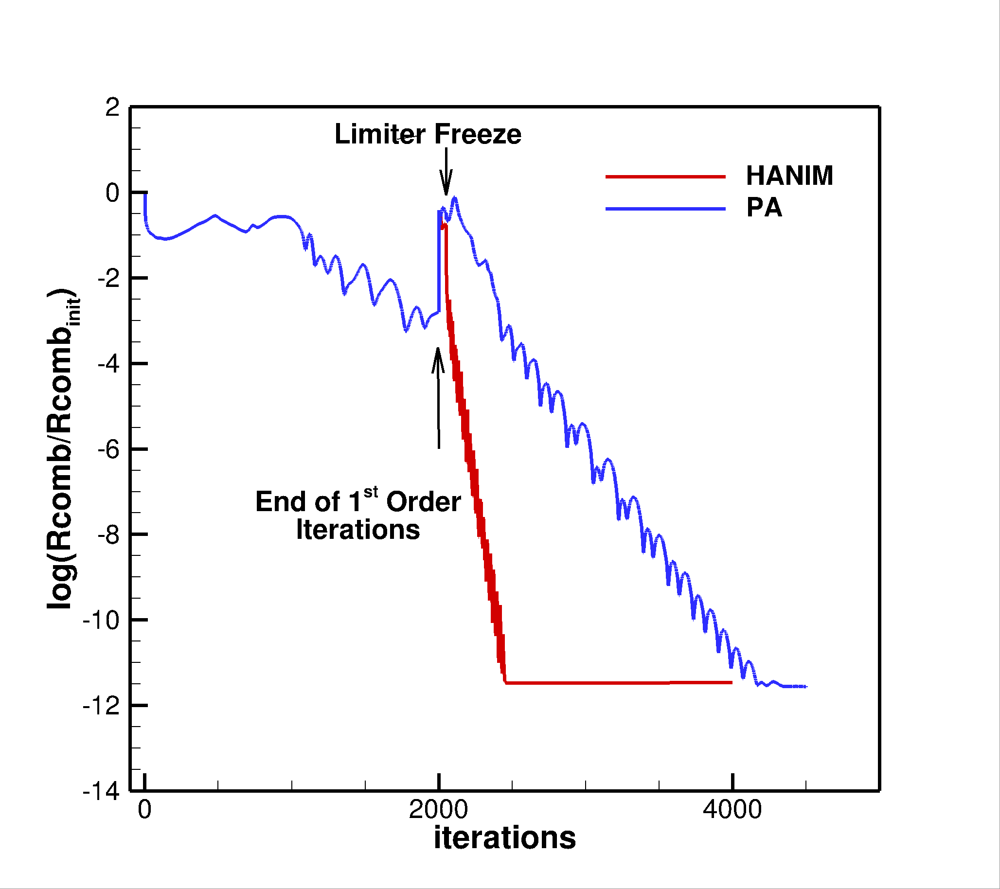 2
Limiter Freeze
HANIM
PA
0
-2
-4
-6
-8
-10
-12
-14
log(Rcomb/Rcomb_init)
End of 1st Order
Iterations
0 2000 4000
iterations